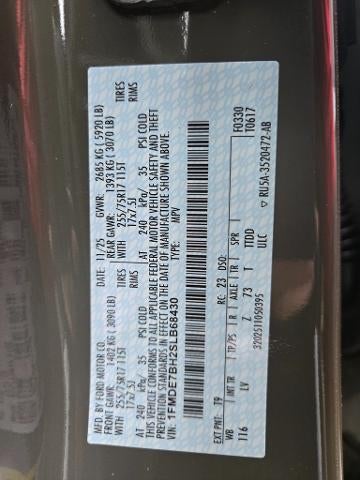 MFD. BY FORD MOTOR CO.
11/25 GVWR: 2685 KG ( 5920 LB)
FRONT GAWR: 1402 KG ( 3090 LB) REAR GAWR: 1393 KG ( 3070 LB)
WITH 255/75R17 115T TIRES WITH 255/75R17 115T TIRES
17x7.5J RIMS 17x7.5J RIMS
AT 240 kPa/ 35 PSI COLD AT 240 kPa/ 35 PSI COLD
THIS VEHICLE CONFORMS TO ALL APPLICABLE FEDERAL MOTOR VEHICLE SAFETY AND THEFT
PREVENTION STANDARDS IN EFFECT ON THE DATE OF MANUFACTURE SHOWN ABOVE.
VIN: 1FMDE7BH2SLB68430
TYPE: MPV
F0330
T0617
EXT PNT: T9 RC: 23 DSO:
WB INT TR TP/PS R AXLE TR SPR
116 LV Z 73 T TTDD
ULC
3202511050395
▽ RU5A-3520472-AB